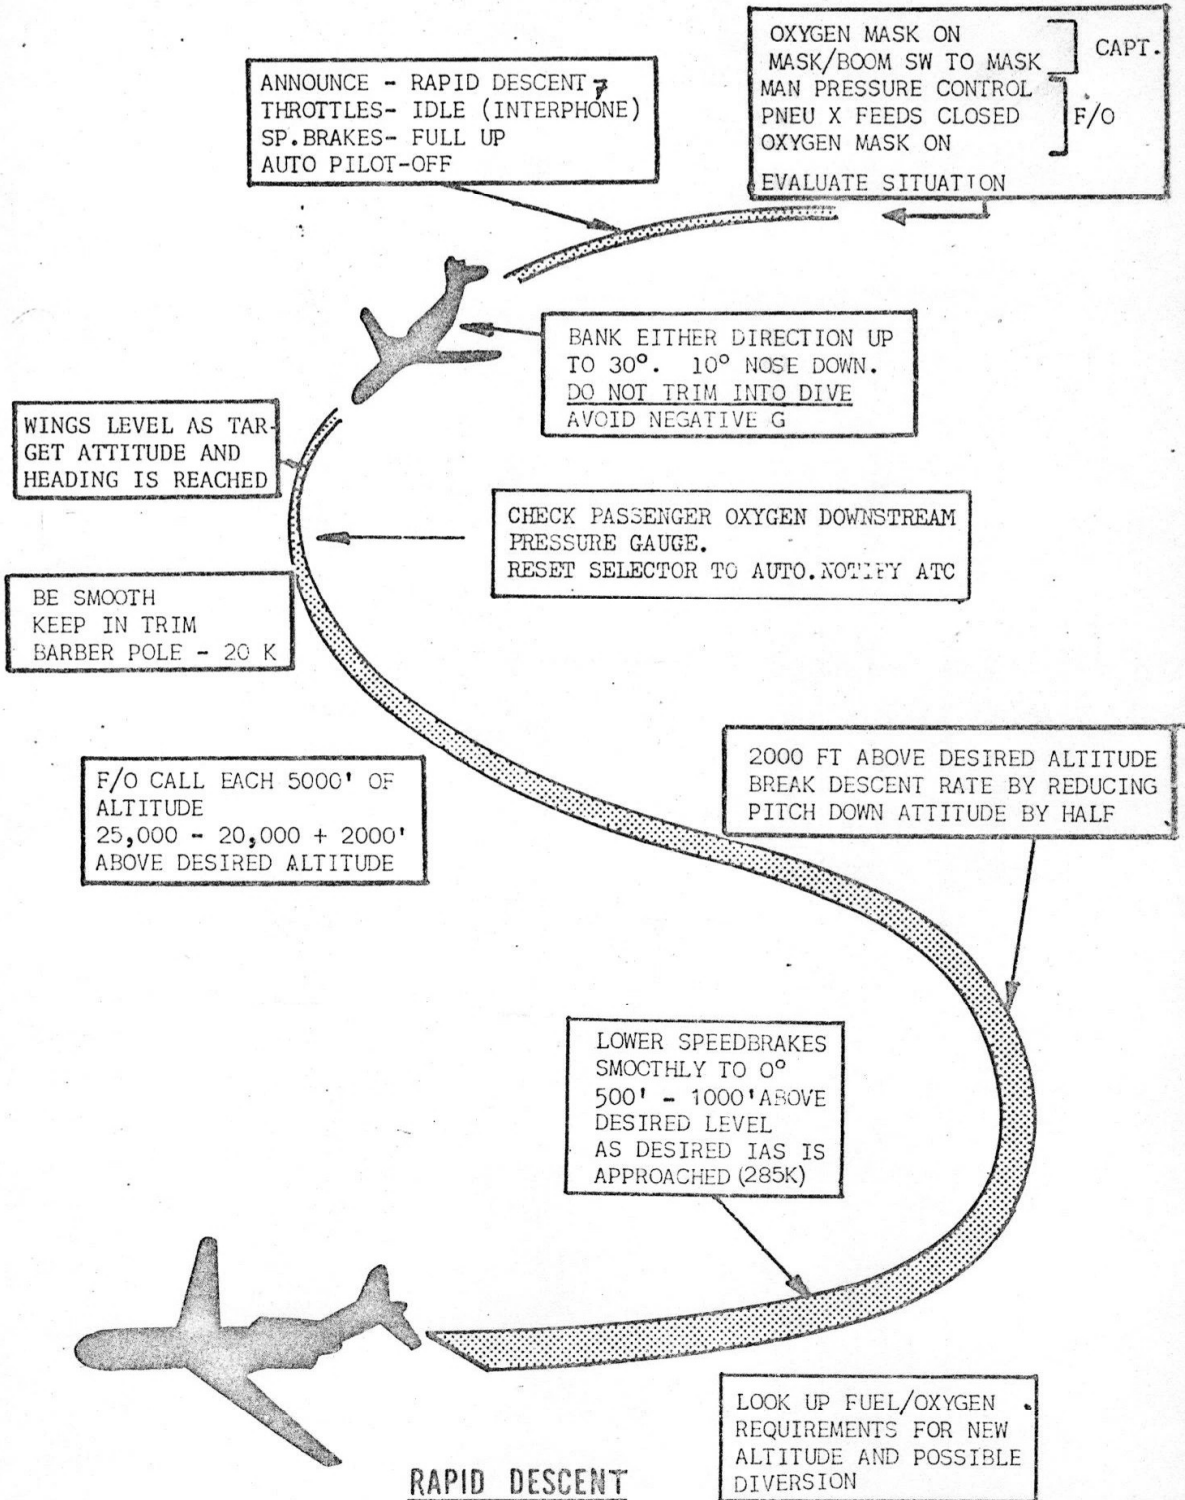 OXYGEN MASK ON
MASK/BOOM SW TO MASK
CAPT.
MAN PRESSURE CONTROL
PNEU X FEEDS CLOSED
OXYGEN MASK ON
F/O
EVALUATE SITUATION
ANNOUNCE - RAPID DESCENT
THROTTLES- IDLE (INTERPHONE)
SP.BRAKES- FULL UP
AUTO PILOT-OFF
BANK EITHER DIRECTION UP
TO 30°. 10° NOSE DOWN.
DO NOT TRIM INTO DIVE
AVOID NEGATIVE G
WINGS LEVEL AS TAR-
GET ATTITUDE AND
HEADING IS REACHED
CHECK PASSENGER OXYGEN DOWNSTREAM
PRESSURE GAUGE.
RESET SELECTOR TO AUTO.NOTIFY ATC
BE SMOOTH
KEEP IN TRIM
BARBER POLE - 20 K
F/O CALL EACH 5000' OF
ALTITUDE
25,000 - 20,000 + 2000'
ABOVE DESIRED ALTITUDE
2000 FT ABOVE DESIRED ALTITUDE
BREAK DESCENT RATE BY REDUCING
PITCH DOWN ATTITUDE BY HALF
LOWER SPEEDBRAKES
SMOOTHLY TO 0°
500' - 1000'ABOVE
DESIRED LEVEL
AS DESIRED IAS IS
APPROACHED (285K)
LOOK UP FUEL/OXYGEN
REQUIREMENTS FOR NEW
ALTITUDE AND POSSIBLE
DIVERSION
RAPID DESCENT